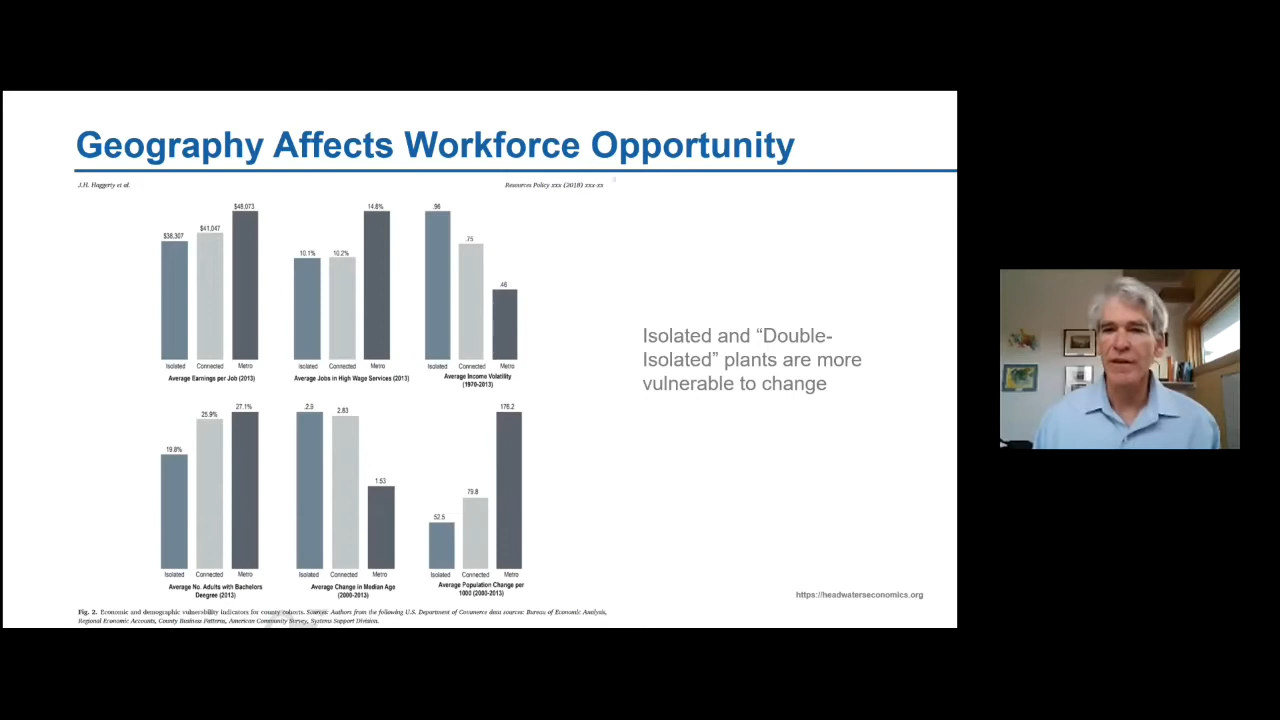 Geography Affects Workforce Opportunity
J.H. Haggerty et al.
Resources Policy xxx (2018) xxx-xx
$38,307
$41,047
$48,073
Isolated Connected Metro
Average Earnings per Job (2013)
10.1%
10.2%
14.8%
Isolated Connected Metro
Average Jobs in High Wage Services (2013)
.96
.75
.46
Isolated Connected Metro
Average Income Volatility
(1970-2013)
Isolated and “Double-
Isolated” plants are more
vulnerable to change
19.8%
25.9%
27.1%
Isolated Connected Metro
Average No. Adults with Bachelors
Deegree (2013)
2.9
2.83
1.53
Isolated Connected Metro
Average Change in Median Age
(2000-2013)
52.5
79.8
176.2
Isolated Connected Metro
Average Population Change per
1000 (2000-2013)
https://headwaterseconomics.org
Fig. 2. Economic and demographic vulnerability indicators for county cohorts. Sources: Authors from the following U.S. Department of Commerce data sources: Bureau of Economic Analysis,
Regional Economic Accounts, County Business Patterns, American Community Survey, Systems Support Division.